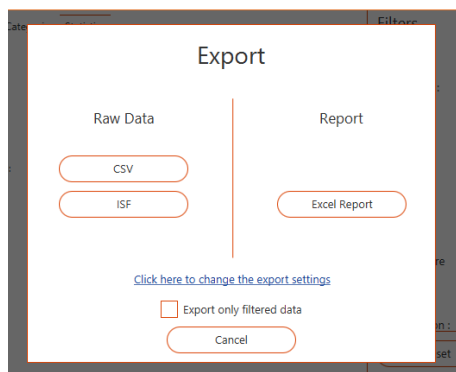 Filters
Export
Raw Data
Report
CSV
ISF
Excel Report
Click here to change the export settings
Export only filtered data
Cancel